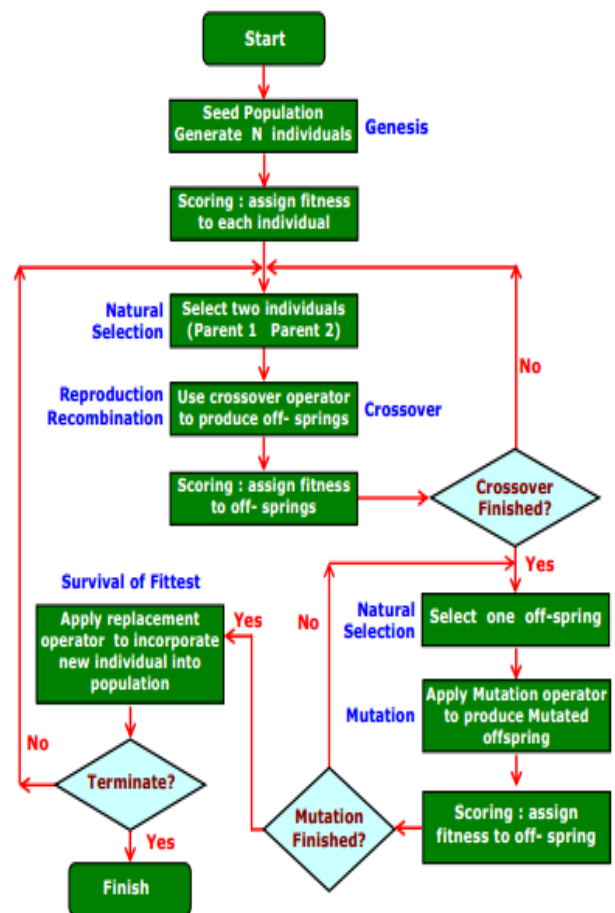 Start
Seed Population
Generate N individuals
Genesis
Scoring : assign fitness
to each individual
Natural
Selection
Select two individuals
(Parent 1 Parent 2)
No
Reproduction
Recombination
Use crossover operator
to produce off- springs
Crossover
Scoring : assign fitness
to off- springs
Crossover
Finished?
Yes
Survival of Fittest
Natural
Selection
Select one off-spring
Apply replacement
operator to incorporate
new individual into
population
Yes
No
Mutation
Apply Mutation operator
to produce Mutated
offspring
No
Terminate?
Mutation
Finished?
Scoring : assign
fitness to off- spring
Yes
Finish